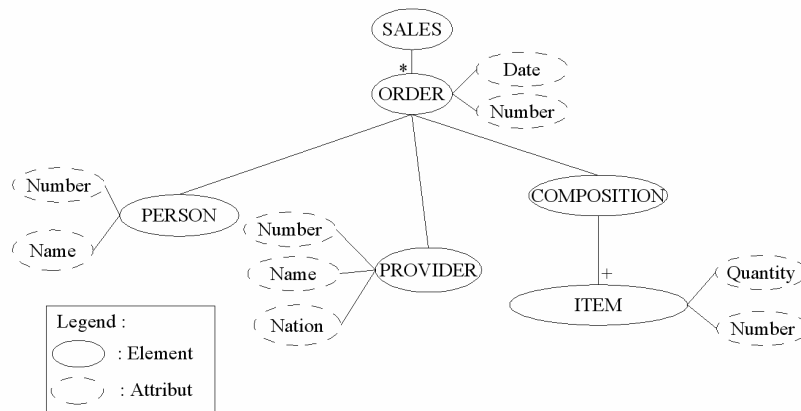 SALES
*
Date
ORDER
Number
Number
PERSON
Name
COMPOSITION
Number
Name
PROVIDER
Nation
+
Quantity
ITEM
Number
Legend :
: Element
: Attribut